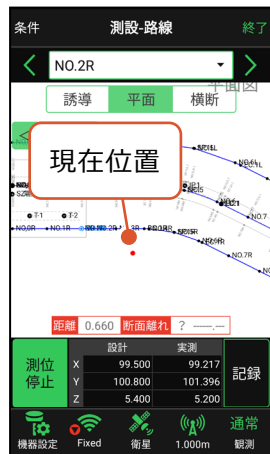 条件 測設-路線 終了
NO.2R
平面図
誘導 平面 横断
現在位置
T-1 T-2
NO.0R NO.1R
NO.7
NO.7R
距離 0.660 断面離れ ? -----.---
設計 実測
測位停止
X 99.500 99.217
Y 100.800 101.396
Z 5.400 5.200
記録
機器設定 Fixed 衛星 1.000m 通常観測